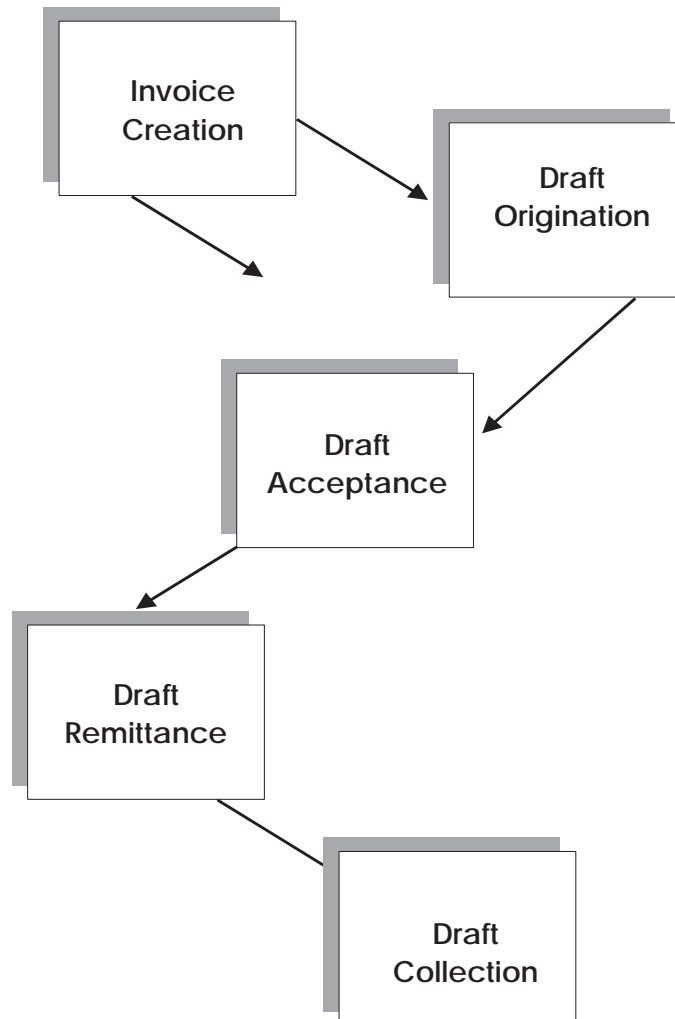 Invoice
Creation
Draft
Origination
Draft
Acceptance
Draft
Remittance
Draft
Collection